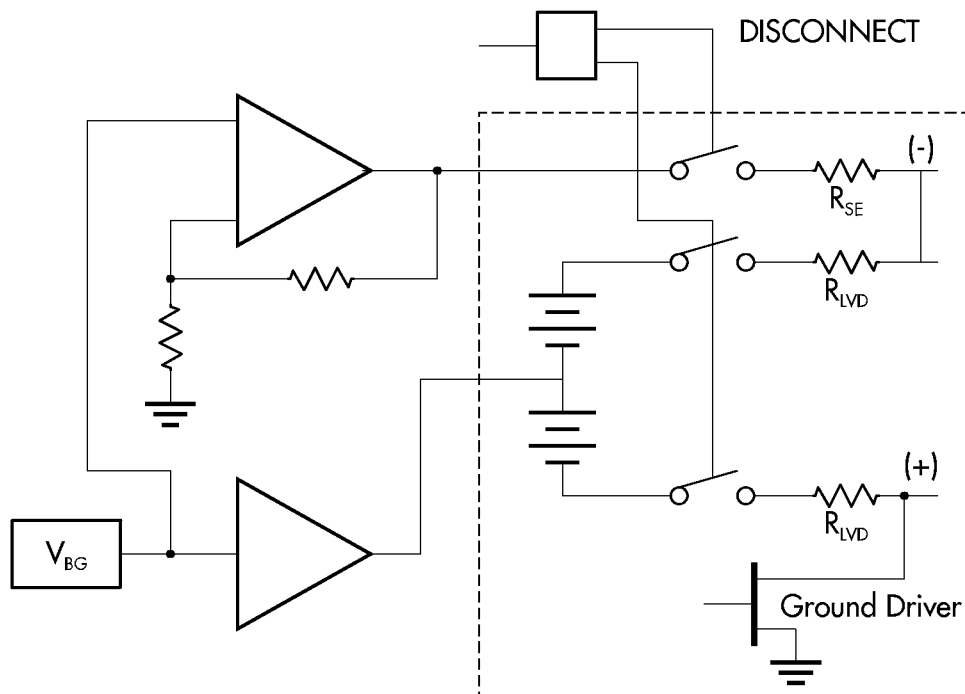 DISCONNECT
(-)
R_SE
R_LVD
(+)
R_LVD
V_BG
Ground Driver